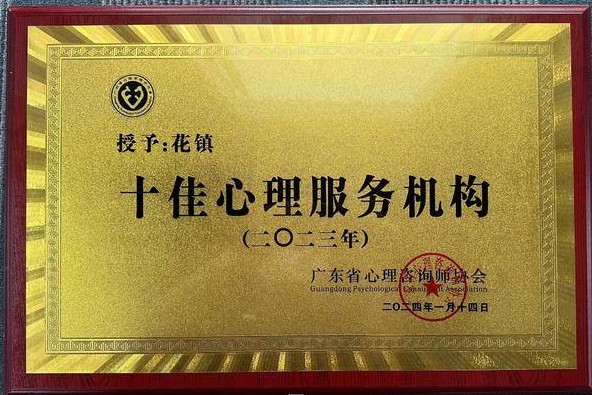 授予:花镇
十佳心理服务机构
(二〇二三年)
广东省心理咨询师协会
Guangdong Psychological Consultant Association
二〇二四年一月十四日